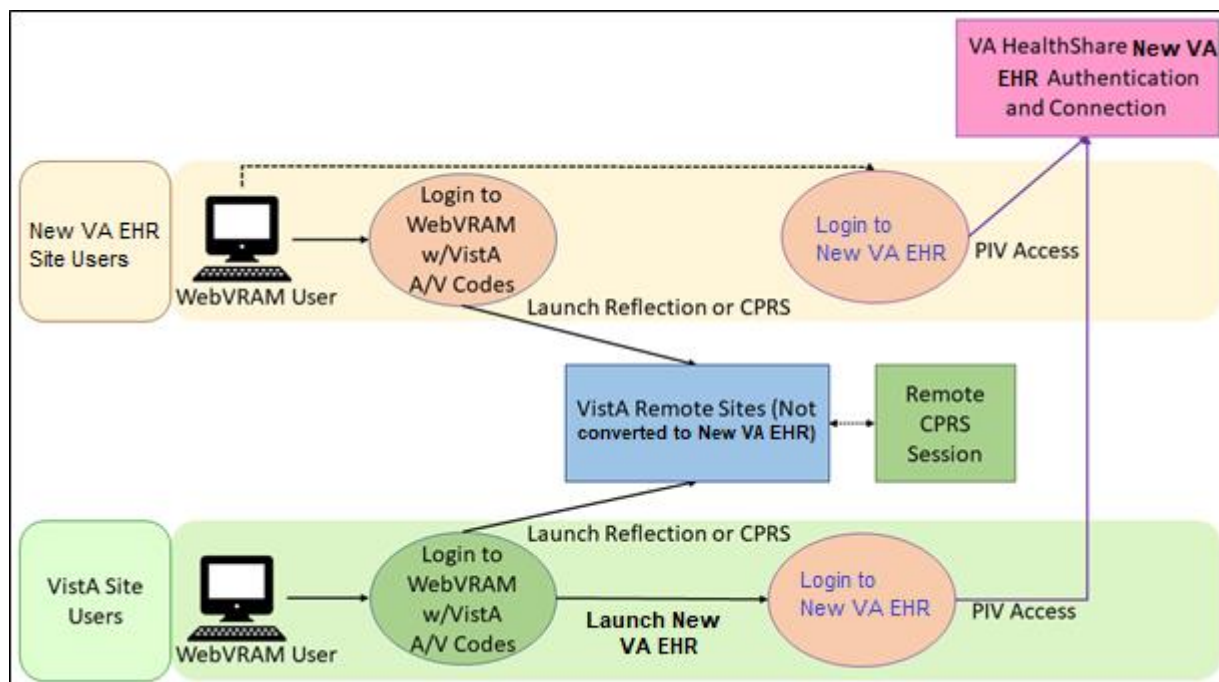 VA HealthShare New VA
EHR Authentication
and Connection
New VA EHR
Site Users
WebVRAM User
Login to
WebVRAM
w/VistA
A/V Codes
Login to
New VA EHR
PIV Access
Launch Reflection or CPRS
VistA Remote Sites (Not
converted to New VA EHR)
Remote
CPRS
Session
Launch Reflection or CPRS
VistA Site
Users
WebVRAM User
Login to
WebVRAM
w/VistA
A/V Codes
Launch New
VA EHR
Login to
New VA EHR
PIV Access